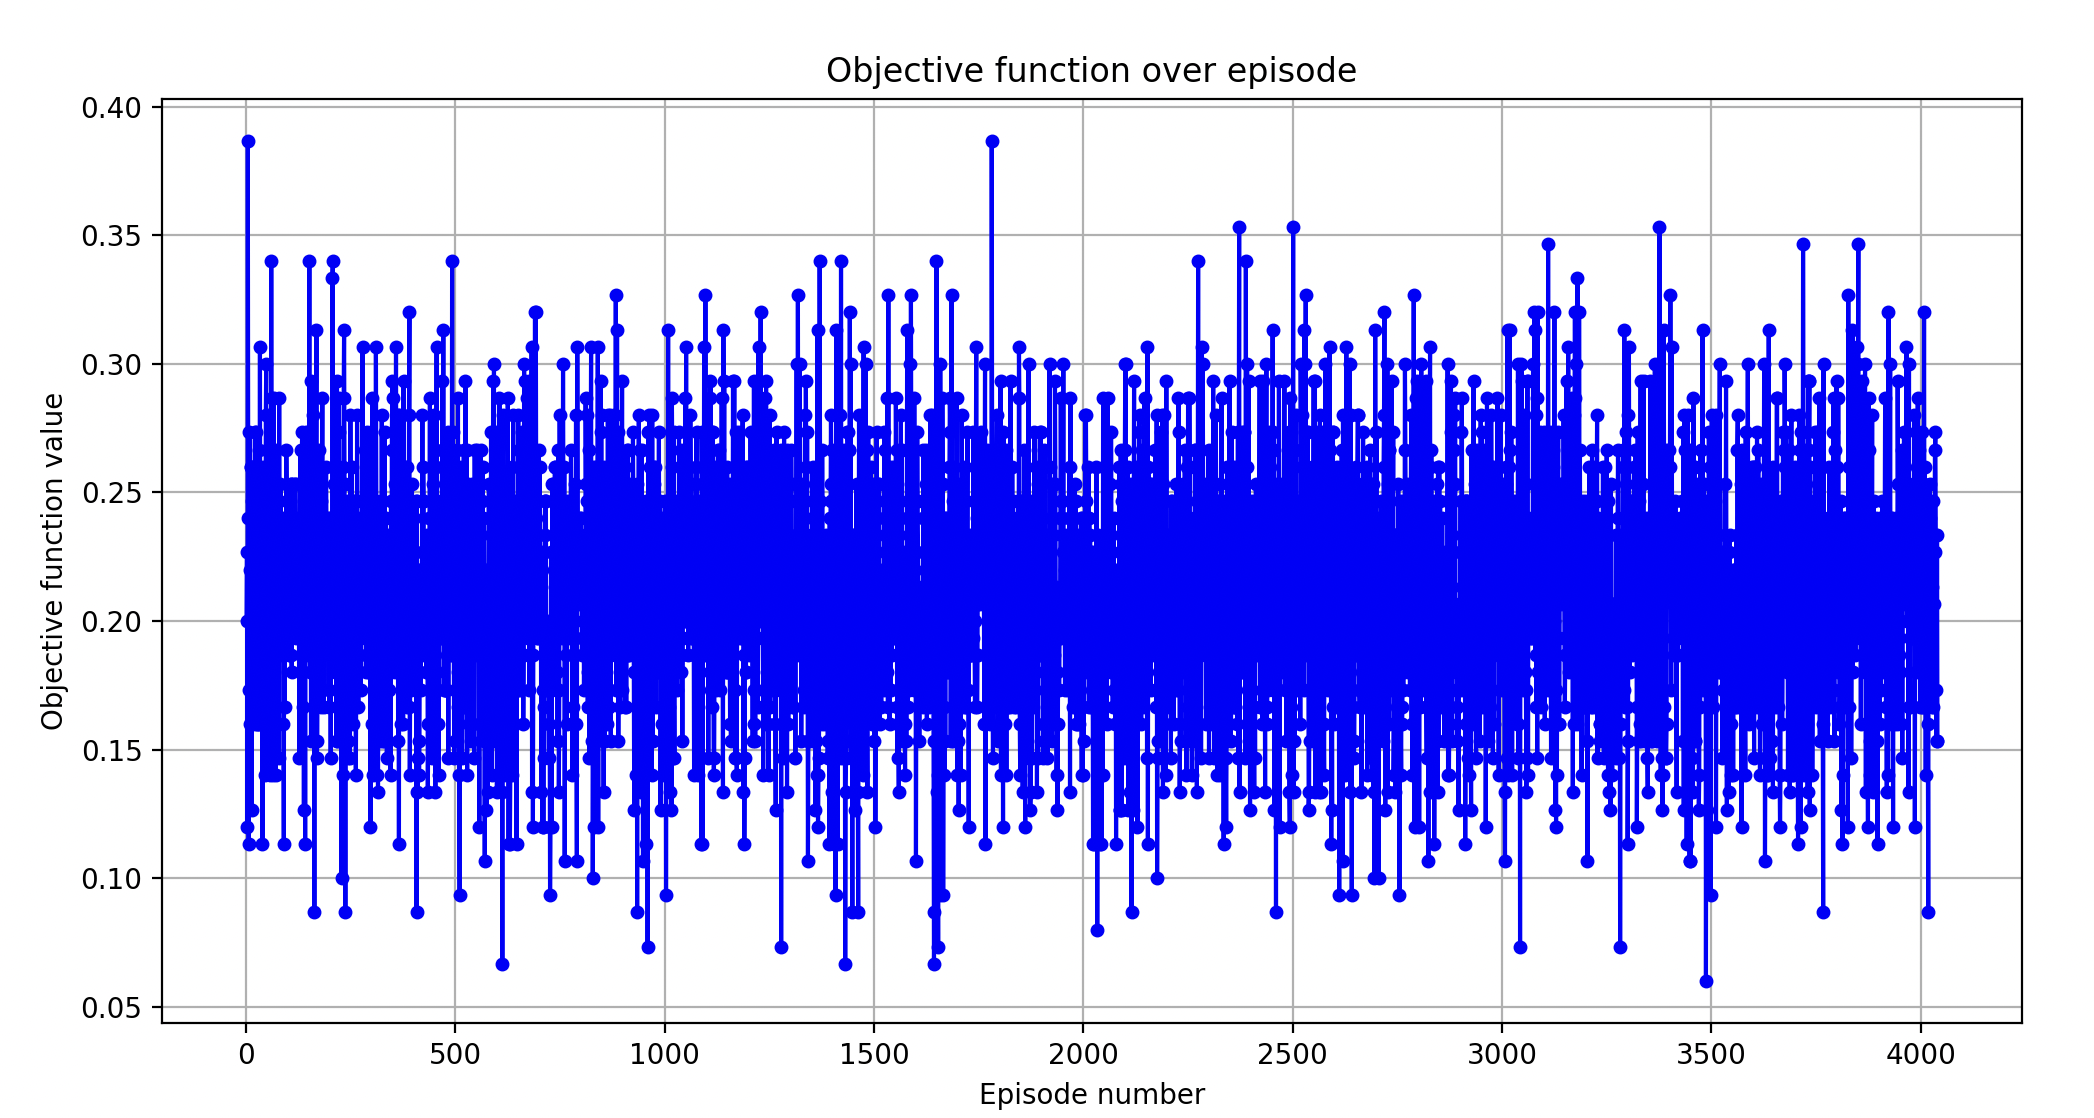 Objective function over episode
0.40
0.35
0.30
0.25
0.20
0.15
0.10
0.05
Objective function value
0 500 1000 1500 2000 2500 3000 3500 4000
Episode number